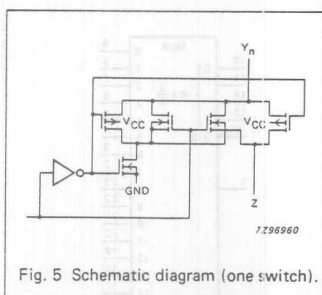 Yn
VCC
VCC
GND
Z
7Z96960
Fig. 5 Schematic diagram (one switch).